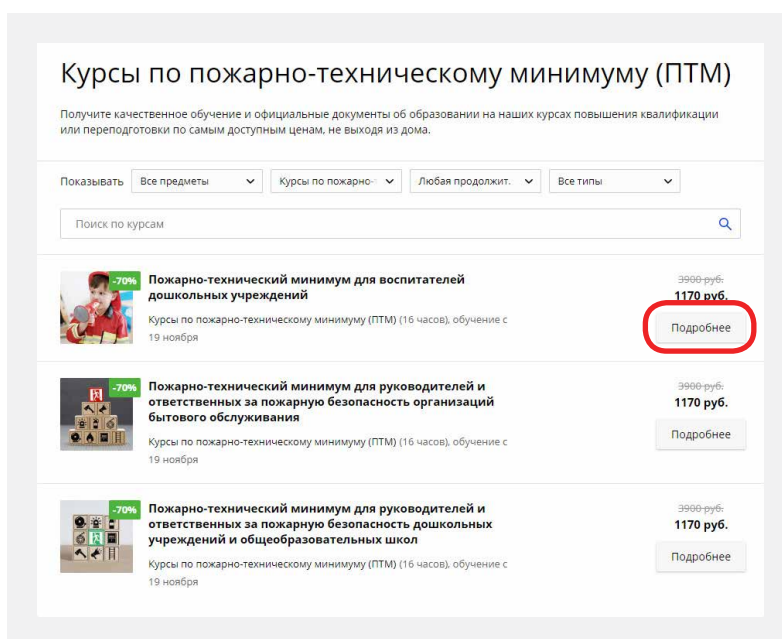 Курсы по пожарно-техническому минимуму (ПТМ)
Получите качественное обучение и официальные документы об образовании на наших курсах повышения квалификации
или переподготовки по самым доступным ценам, не выходя из дома.
Показывать Все предметы Курсы по пожарно- Любая продолжит. Все типы
Поиск по курсам
-70%
Пожарно-технический минимум для воспитателей
дошкольных учреждений
Курсы по пожарно-техническому минимуму (ПТМ) (16 часов), обучение с
19 ноября
3900 руб.
1170 руб.
Подробнее
-70%
Пожарно-технический минимум для руководителей и
ответственных за пожарную безопасность организаций
бытового обслуживания
Курсы по пожарно-техническому минимуму (ПТМ) (16 часов), обучение с
19 ноября
3900 руб.
1170 руб.
Подробнее
-70%
Пожарно-технический минимум для руководителей и
ответственных за пожарную безопасность дошкольных
учреждений и общеобразовательных школ
Курсы по пожарно-техническому минимуму (ПТМ) (16 часов), обучение с
19 ноября
3900 руб.
1170 руб.
Подробнее